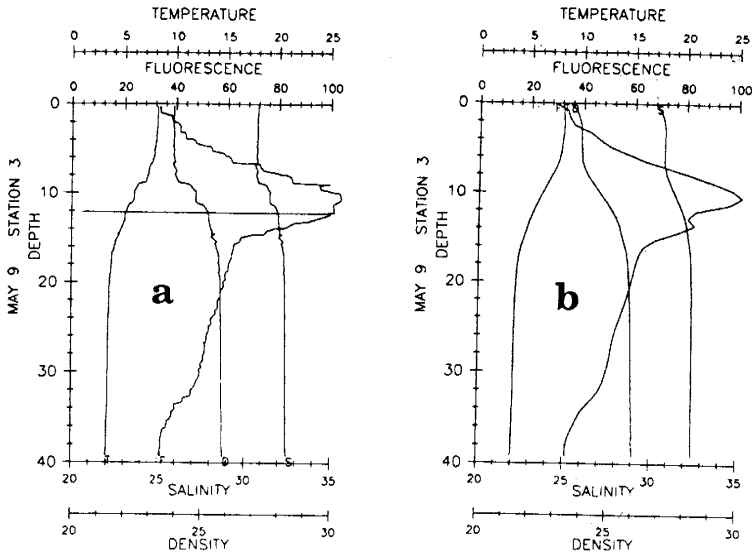 TEMPERATURE
0 5 10 15 20 25
FLUORESCENCE
0 20 40 60 80 100
0
10
20
30
40
MAY 9 STATION 3
DEPTH
a
T F D S
20 25 30 35
SALINITY
20 25 30
DENSITY
TEMPERATURE
0 5 10 15 20 25
FLUORESCENCE
0 20 40 60 80 100
0
10
20
30
40
MAY 9 STATION 3
DEPTH
S
b
20 25 30 35
SALINITY
20 25 30
DENSITY